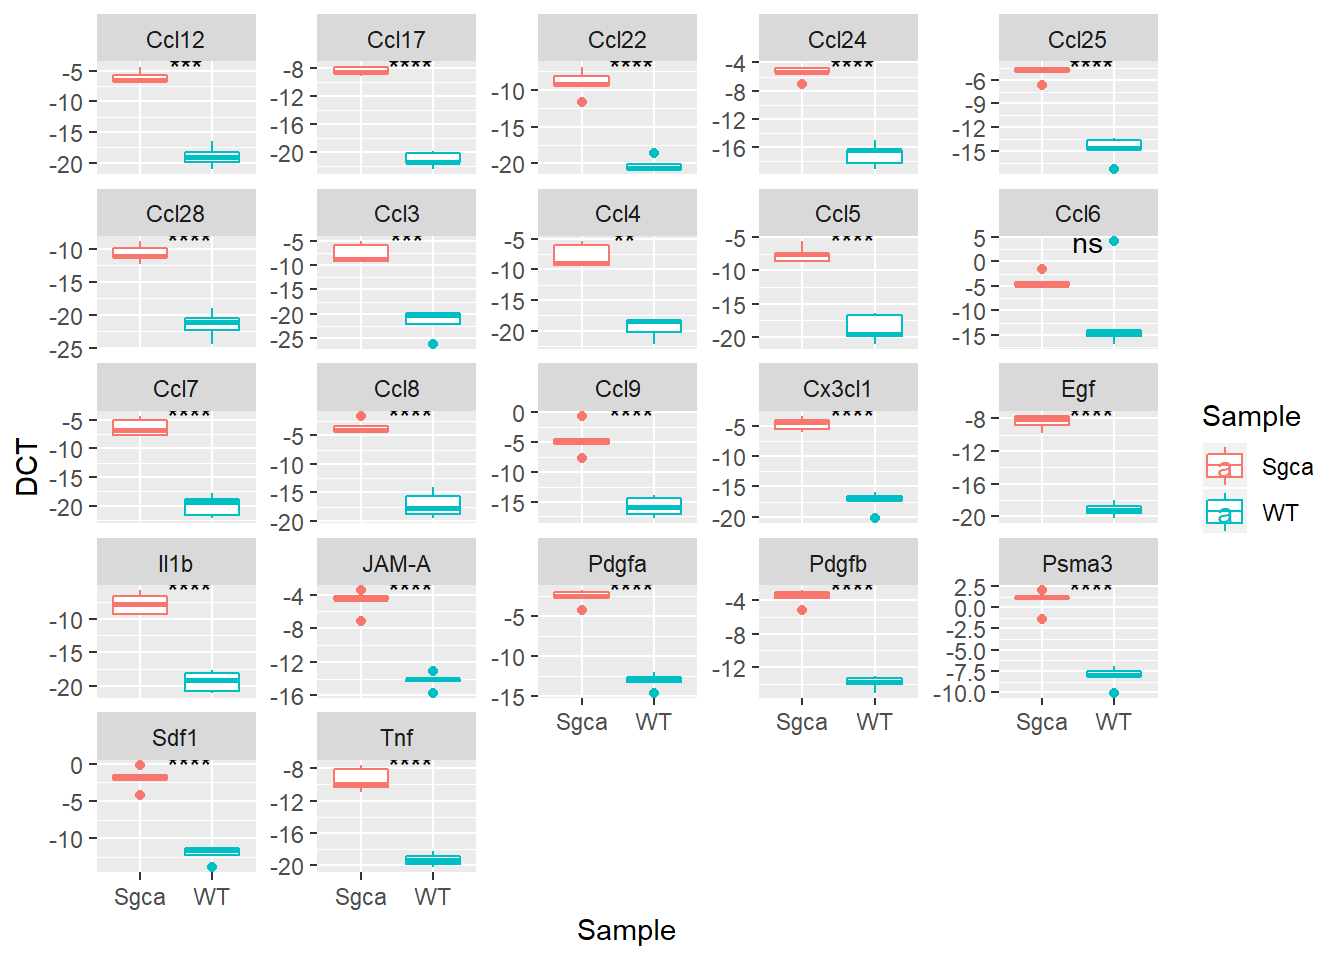 Ccl12 Ccl17 Ccl22 Ccl24 Ccl25
*** **** **** **** ****
-5 -10 -15 -20
-8 -12 -16 -20
-10 -15 -20
-4 -8 -12 -16
-6 -9 -12 -15
Ccl28 Ccl3 Ccl4 Ccl5 Ccl6
**** *** ** **** ns
-10 -15 -20 -25
-5 -10 -15 -20 -25
-5 -10 -15 -20
-5 -10 -15 -20
5 0 -5 -10 -15
Ccl7 Ccl8 Ccl9 Cx3cl1 Egf
**** **** **** **** ****
-5 -10 -15 -20
-5 -10 -15 -20
0 -5 -10 -15
-5 -10 -15 -20
-8 -12 -16 -20
Il1b JAM-A Pdgfa Pdgfb Psma3
**** **** **** **** ****
-10 -15 -20
-4 -8 -12 -16
-5 -10 -15
-4 -8 -12
2.5 0.0 -2.5 -5.0 -7.5 -10.0
Sgca WT Sgca WT Sgca WT
Sdf1 Tnf
**** ****
0 -5 -10
-8 -12 -16 -20
Sgca WT Sgca WT
Sample
DCT
Sample
a Sgca
a WT